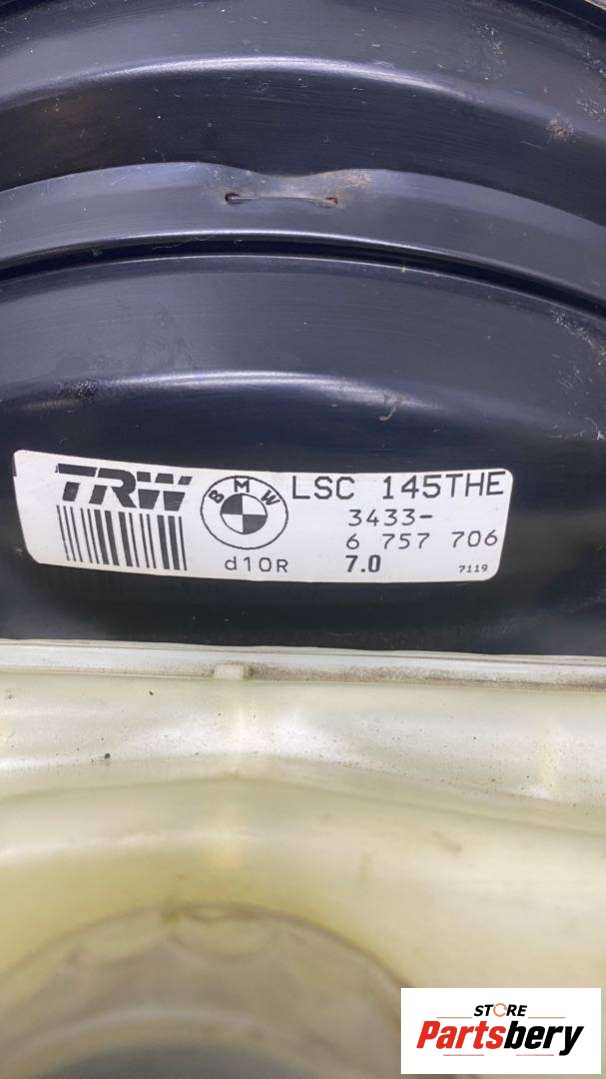 TRW
BMW
LSC 145THE
3433-
6 757 706
d10R
7.0
7119
STORE
Partsbery